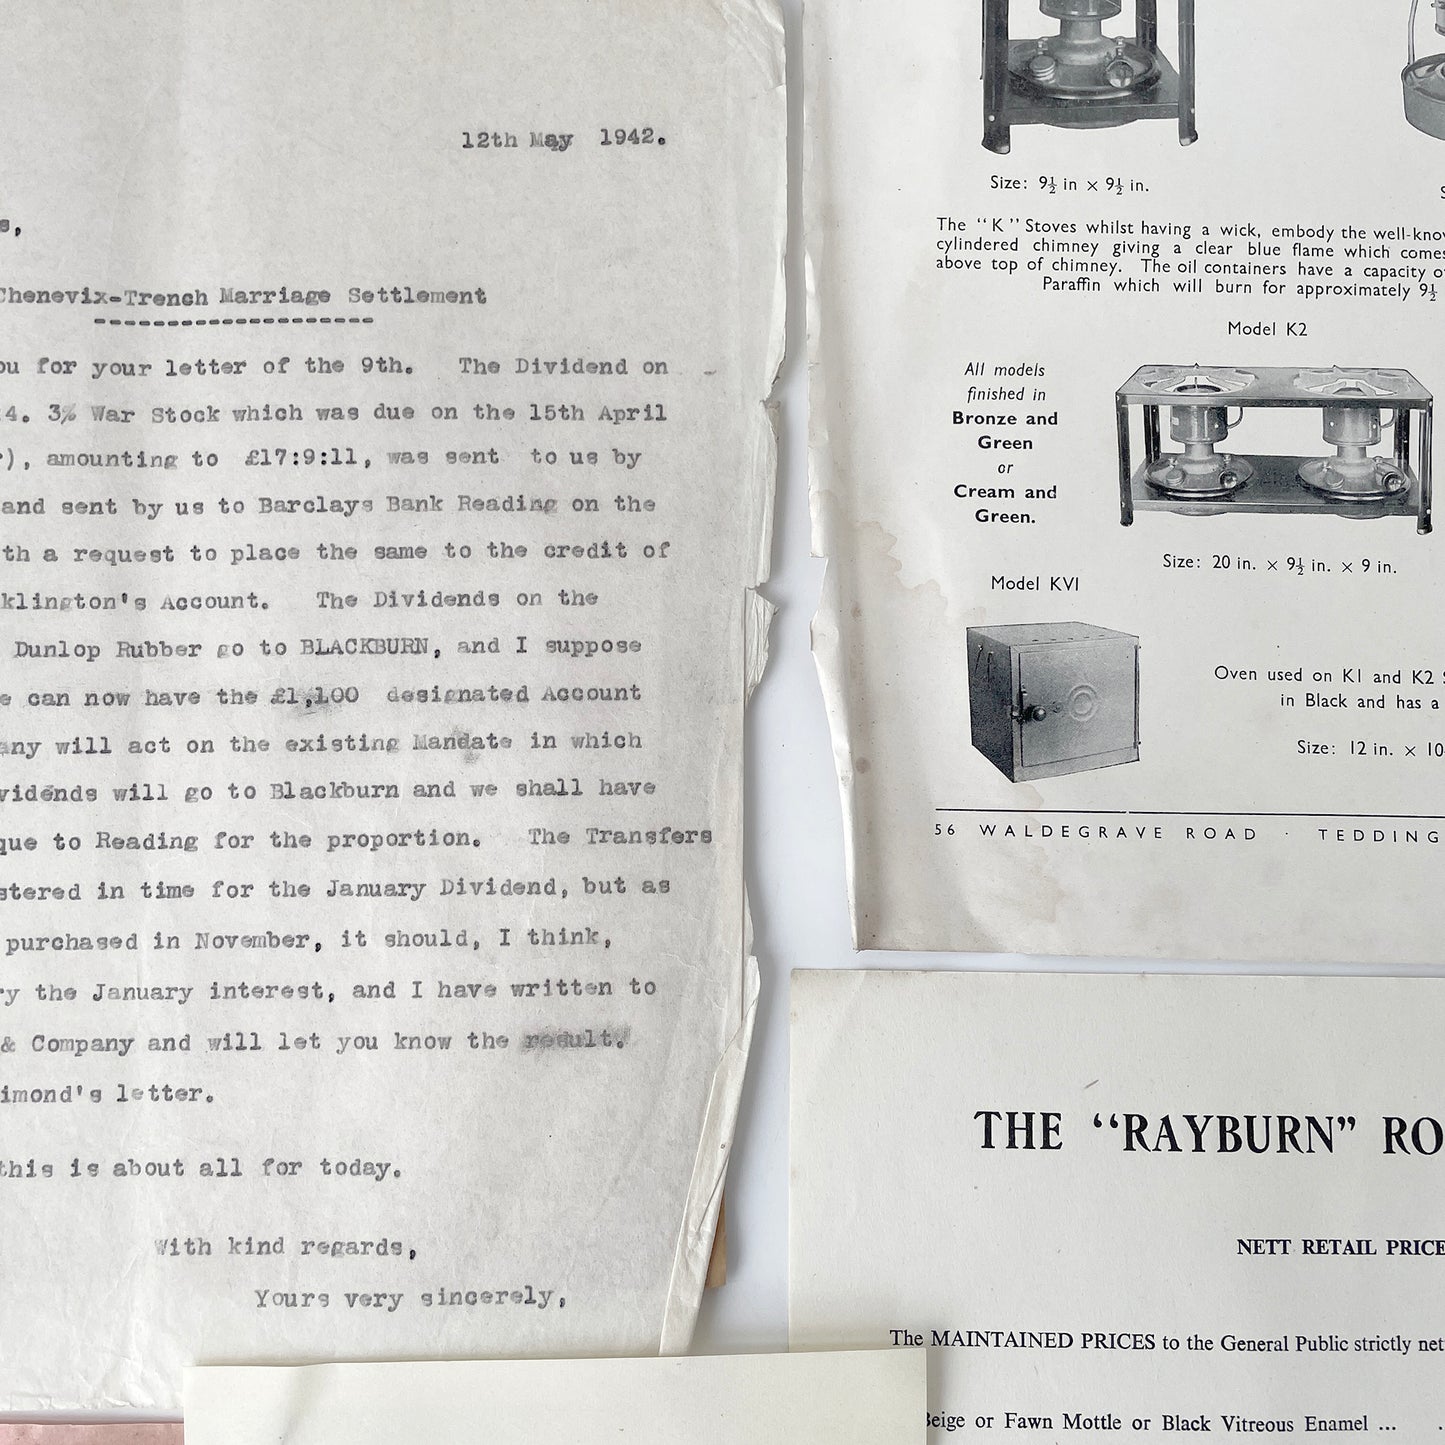 12th May 1942.
Chenevix-Trench Marriage Settlement
for your letter of the 9th. The Dividend on
4. 3% War Stock which was due on the 15th April
), amounting to £17:9:11, was sent to us by
and sent by us to Barclays Bank Reading on the
th a request to place the same to the credit of
klington's Account. The Dividends on the
Dunlop Rubber go to BLACKBURN, and I suppose
e can now have the £1,100 designated Account
any will act on the existing Mandate in which
vidends will go to Blackburn and we shall have
que to Reading for the proportion. The Transfers
stered in time for the January Dividend, but as
purchased in November, it should, I think,
ry the January interest, and I have written to
& Company and will let you know the result.
imond's letter.
this is about all for today.
With kind regards,
Yours very sincerely,
Size: 9½ in × 9½ in.
The "K" Stoves whilst having a wick, embody the well-know
cylindered chimney giving a clear blue flame which comes
above top of chimney. The oil containers have a capacity of
Paraffin which will burn for approximately 9½
Model K2
All models
finished in
Bronze and
Green
or
Cream and
Green.
Size: 20 in. × 9½ in. × 9 in.
Model KVI
Oven used on K1 and K2 S
in Black and has a
Size: 12 in. × 10
56 WALDEGRAVE ROAD · TEDDING
THE "RAYBURN" RO
NETT RETAIL PRICE
The MAINTAINED PRICES to the General Public strictly net
Beige or Fawn Mottle or Black Vitreous Enamel ...